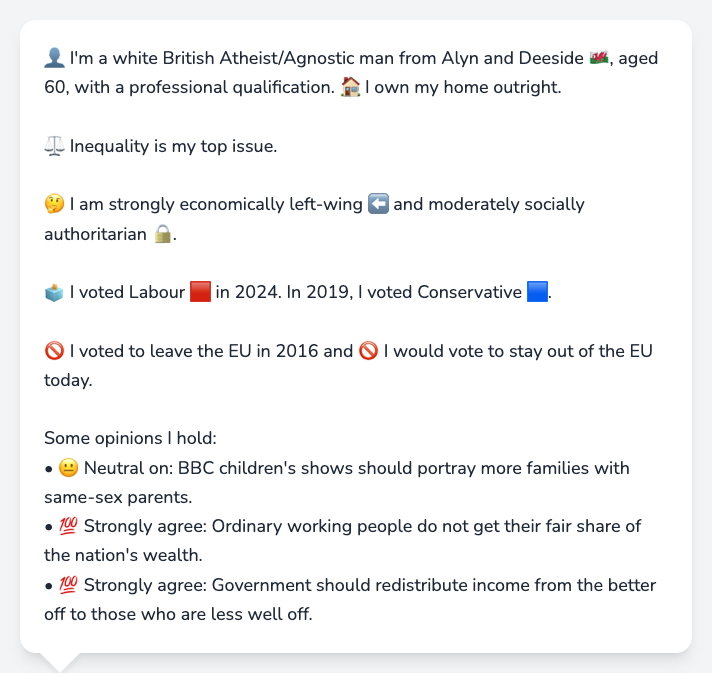 👤 I'm a white British Atheist/Agnostic man from Alyn and Deeside 🏴󠁧󠁢󠁷󠁬󠁳󠁿, aged
60, with a professional qualification. 🏠 I own my home outright.
⚖️ Inequality is my top issue.
🤔 I am strongly economically left-wing ⬅️ and moderately socially
authoritarian 🔒.
🗳️ I voted Labour 🟥 in 2024. In 2019, I voted Conservative 🟦.
🚫 I voted to leave the EU in 2016 and 🚫 I would vote to stay out of the EU
today.
Some opinions I hold:
• 😐 Neutral on: BBC children's shows should portray more families with
same-sex parents.
• 💯 Strongly agree: Ordinary working people do not get their fair share of
the nation's wealth.
• 💯 Strongly agree: Government should redistribute income from the better
off to those who are less well off.